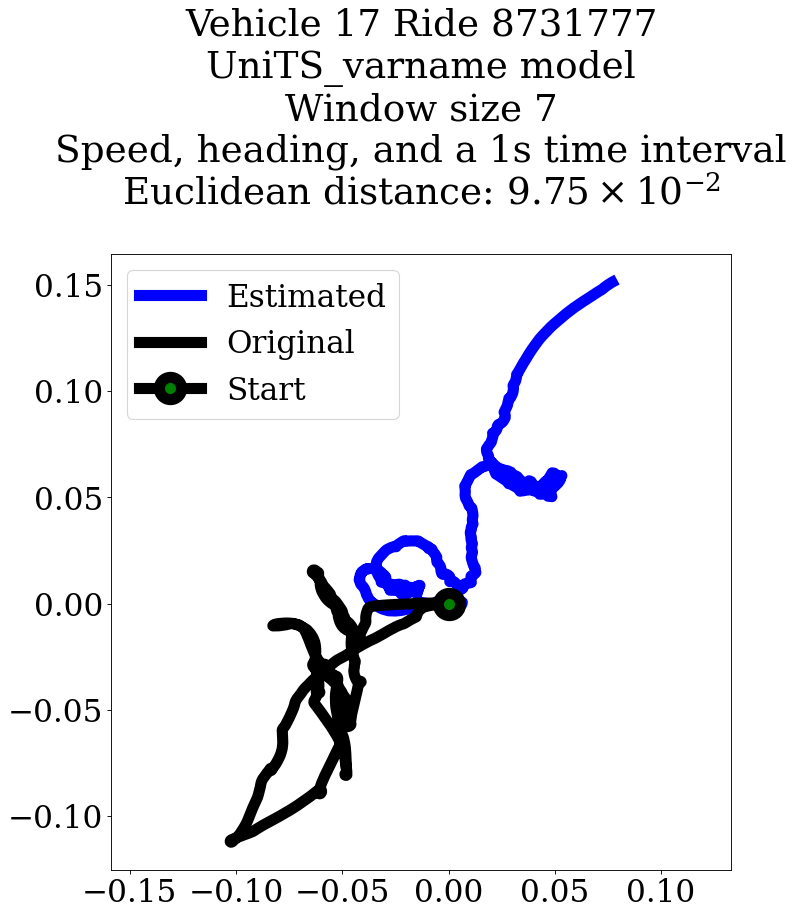 Vehicle 17 Ride 8731777
UniTS_varname model
Window size 7
Speed, heading, and a 1s time interval
Euclidean distance: 9.75 × 10⁻²
Estimated
Original
Start
0.15
0.10
0.05
0.00
−0.05
−0.10
−0.15 −0.10 −0.05 0.00 0.05 0.10